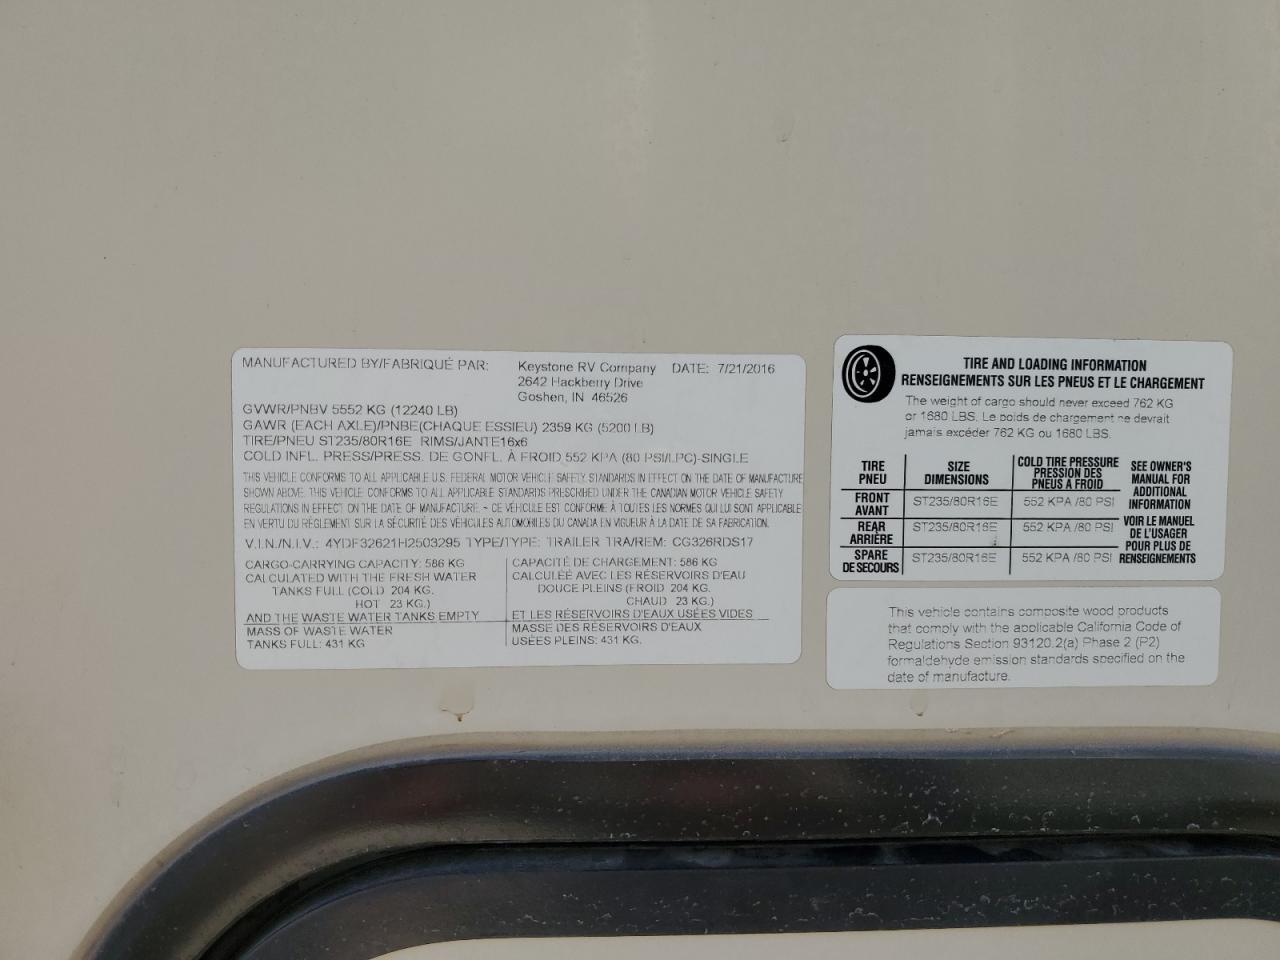 MANUFACTURED BY/FABRIQUÉ PAR: Keystone RV Company DATE: 7/21/2016
2642 Hackberry Drive
Goshen, IN 46526
GVWR/PNBV 5552 KG (12240 LB)
GAWR (EACH AXLE)/PNBE(CHAQUE ESSIEU) 2359 KG (5200 LB)
TIRE/PNEU ST235/80R16E RIMS/JANTE16x6
COLD INFL. PRESS/PRESS. DE GONFL. À FROID 552 KPA (80 PSI/LPC)-SINGLE
THIS VEHICLE CONFORMS TO ALL APPLICABLE U.S. FEDERAL MOTOR VEHICLE SAFETY STANDARDS IN EFFECT ON THE DATE OF MANUFACTURE
SHOWN ABOVE. THIS VEHICLE CONFORMS TO ALL APPLICABLE STANDARDS PRESCRIBED UNDER THE CANADIAN MOTOR VEHICLE SAFETY
REGULATIONS IN EFFECT ON THE DATE OF MANUFACTURE. - CE VEHICULE EST CONFORME À TOUTES LES NORMES QUI LUI SONT APPLICABLE
EN VERTU DU RÉGLEMENT SUR LA SÉCURITÉ DES VÉHICULES AUTOMOBILES DU CANADA EN VIGUEUR À LA DATE DE SA FABRICATION.
V.I.N./N.I.V.: 4YDF32621H2503295 TYPE/TYPE: TRAILER TRA/REM: CG326RDS17
CARGO-CARRYING CAPACITY: 586 KG
CALCULATED WITH THE FRESH WATER
TANKS FULL (COLD 204 KG.
HOT 23 KG.)
AND THE WASTE WATER TANKS EMPTY
MASS OF WASTE WATER
TANKS FULL: 431 KG
CAPACITÉ DE CHARGEMENT: 586 KG
CALCULÉE AVEC LES RÉSERVOIRS D'EAU
DOUCE PLEINS (FROID 204 KG.
CHAUD 23 KG.)
ET LES RÉSERVOIRS D'EAUX USÉES VIDES
MASSE DES RESERVOIRS D'EAUX
USÉES PLEINS: 431 KG.
TIRE AND LOADING INFORMATION
RENSEIGNEMENTS SUR LES PNEUS ET LE CHARGEMENT
The weight of cargo should never exceed 762 KG
or 1680 LBS. Le poids de chargement ne devrait
jamais excéder 762 KG ou 1680 LBS.
TIRE PNEU SIZE DIMENSIONS COLD TIRE PRESSURE PRESSION DES PNEUS A FROID
FRONT AVANT ST235/80R16E 552 KPA /80 PSI
REAR ARRIÈRE ST235/80R16E 552 KPA /80 PSI
SPARE DE SECOURS ST235/80R16E 552 KPA /80 PSI
SEE OWNER'S
MANUAL FOR
ADDITIONAL
INFORMATION
VOIR LE MANUEL
DE L'USAGER
POUR PLUS DE
RENSEIGNEMENTS
This vehicle contains composite wood products
that comply with the applicable California Code of
Regulations Section 93120.2(a) Phase 2 (P2)
formaldehyde emission standards specified on the
date of manufacture.